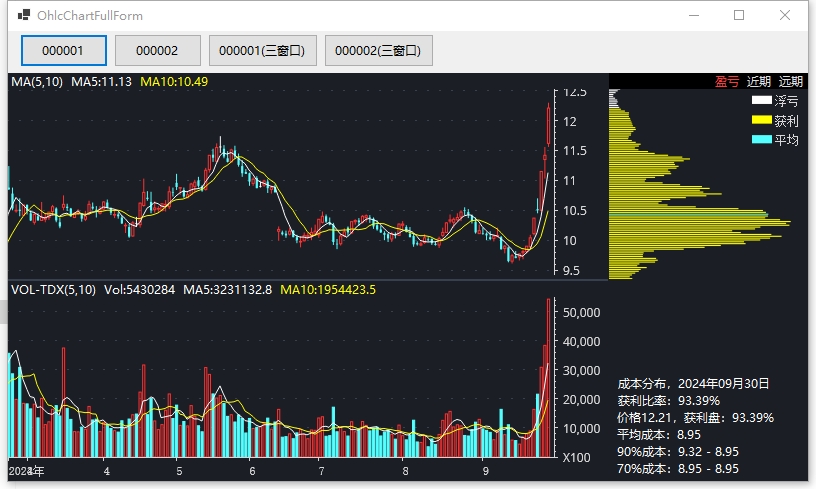 OhlcChartFullForm
000001
000002
000001(三窗口)
000002(三窗口)
MA(5,10) MA5:11.13 MA10:10.49
盈亏 近期 远期
浮亏
获利
平均
12.5
12
11.5
11
10.5
10
9.5
VOL-TDX(5,10) Vol:5430284 MA5:3231132.8 MA10:1954423.5
50,000
40,000
30,000
20,000
10,000
X100
成本分布，2024年09月30日
获利比率：93.39%
价格12.21，获利盘：93.39%
平均成本：8.95
90%成本：9.32 - 8.95
70%成本：8.95 - 8.95
4 5 6 7 8 9